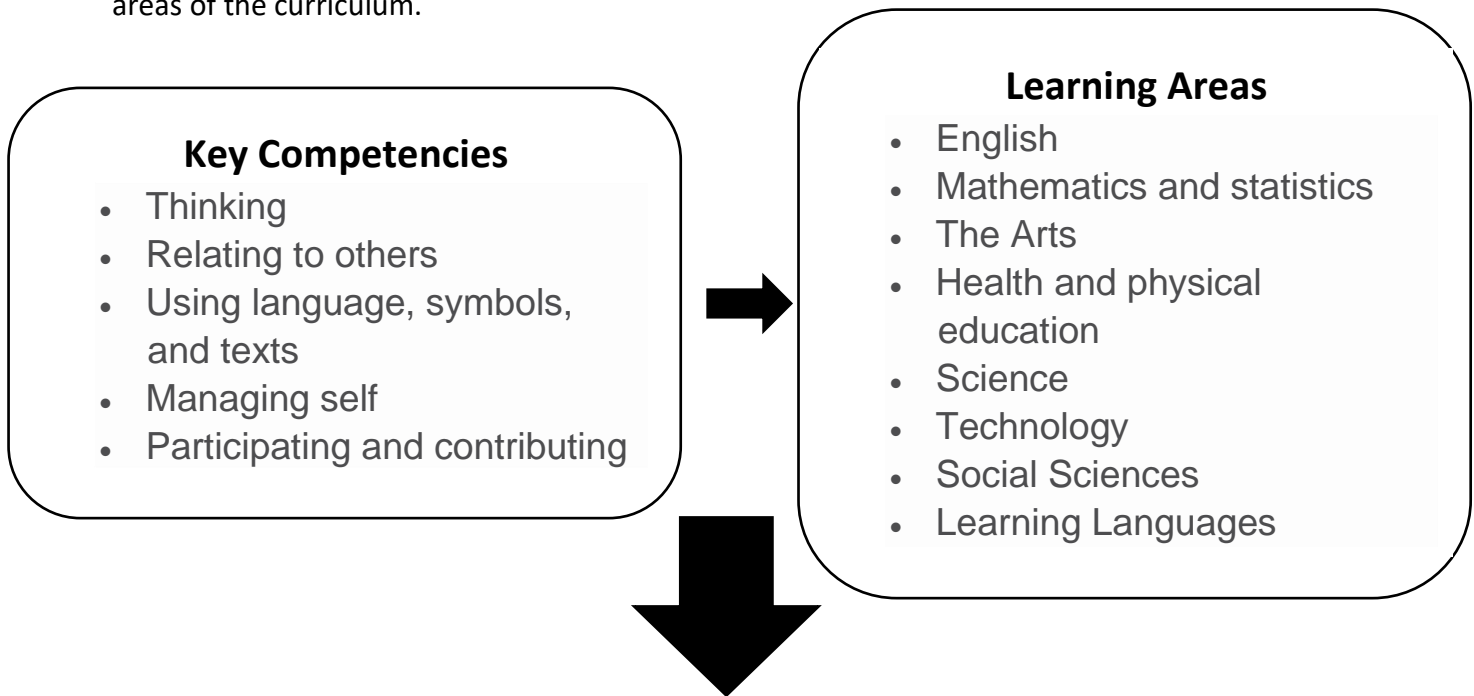 areas of the curriculum.
Key Competencies
• Thinking
• Relating to others
• Using language, symbols,
and texts
• Managing self
• Participating and contributing
Learning Areas
• English
• Mathematics and statistics
• The Arts
• Health and physical
education
• Science
• Technology
• Social Sciences
• Learning Languages